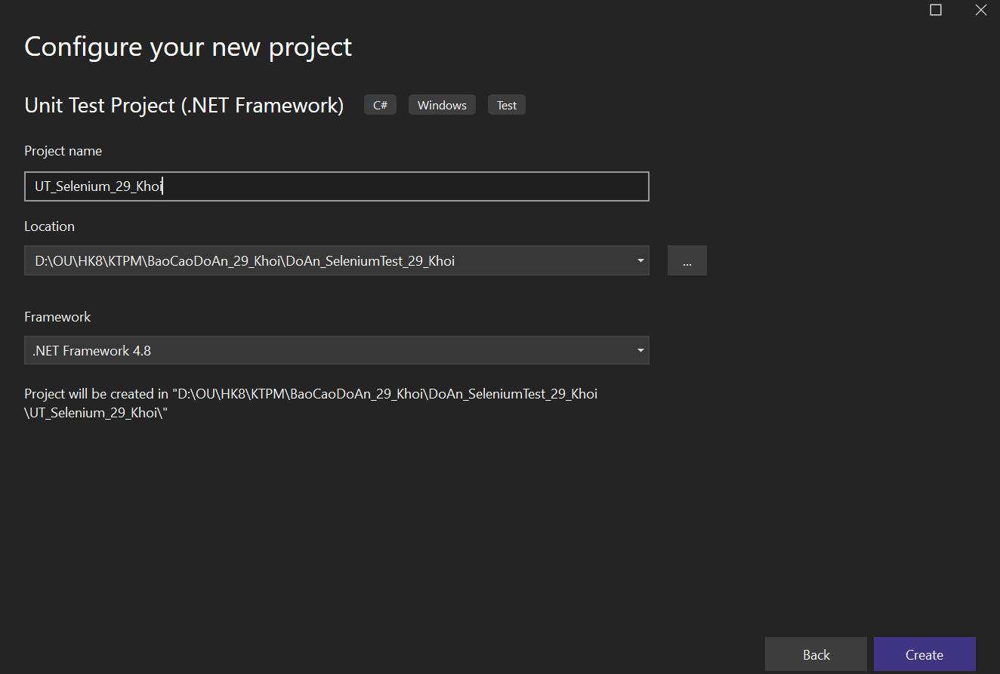 Configure your new project
Unit Test Project (.NET Framework) C# Windows Test
Project name
UT_Selenium_29_Khoi
Location
D:\OU\HK8\KTPM\BaoCaoDoAn_29_Khoi\DoAn_SeleniumTest_29_Khoi
...
Framework
.NET Framework 4.8
Project will be created in "D:\OU\HK8\KTPM\BaoCaoDoAn_29_Khoi\DoAn_SeleniumTest_29_Khoi
\UT_Selenium_29_Khoi\"
Back Create